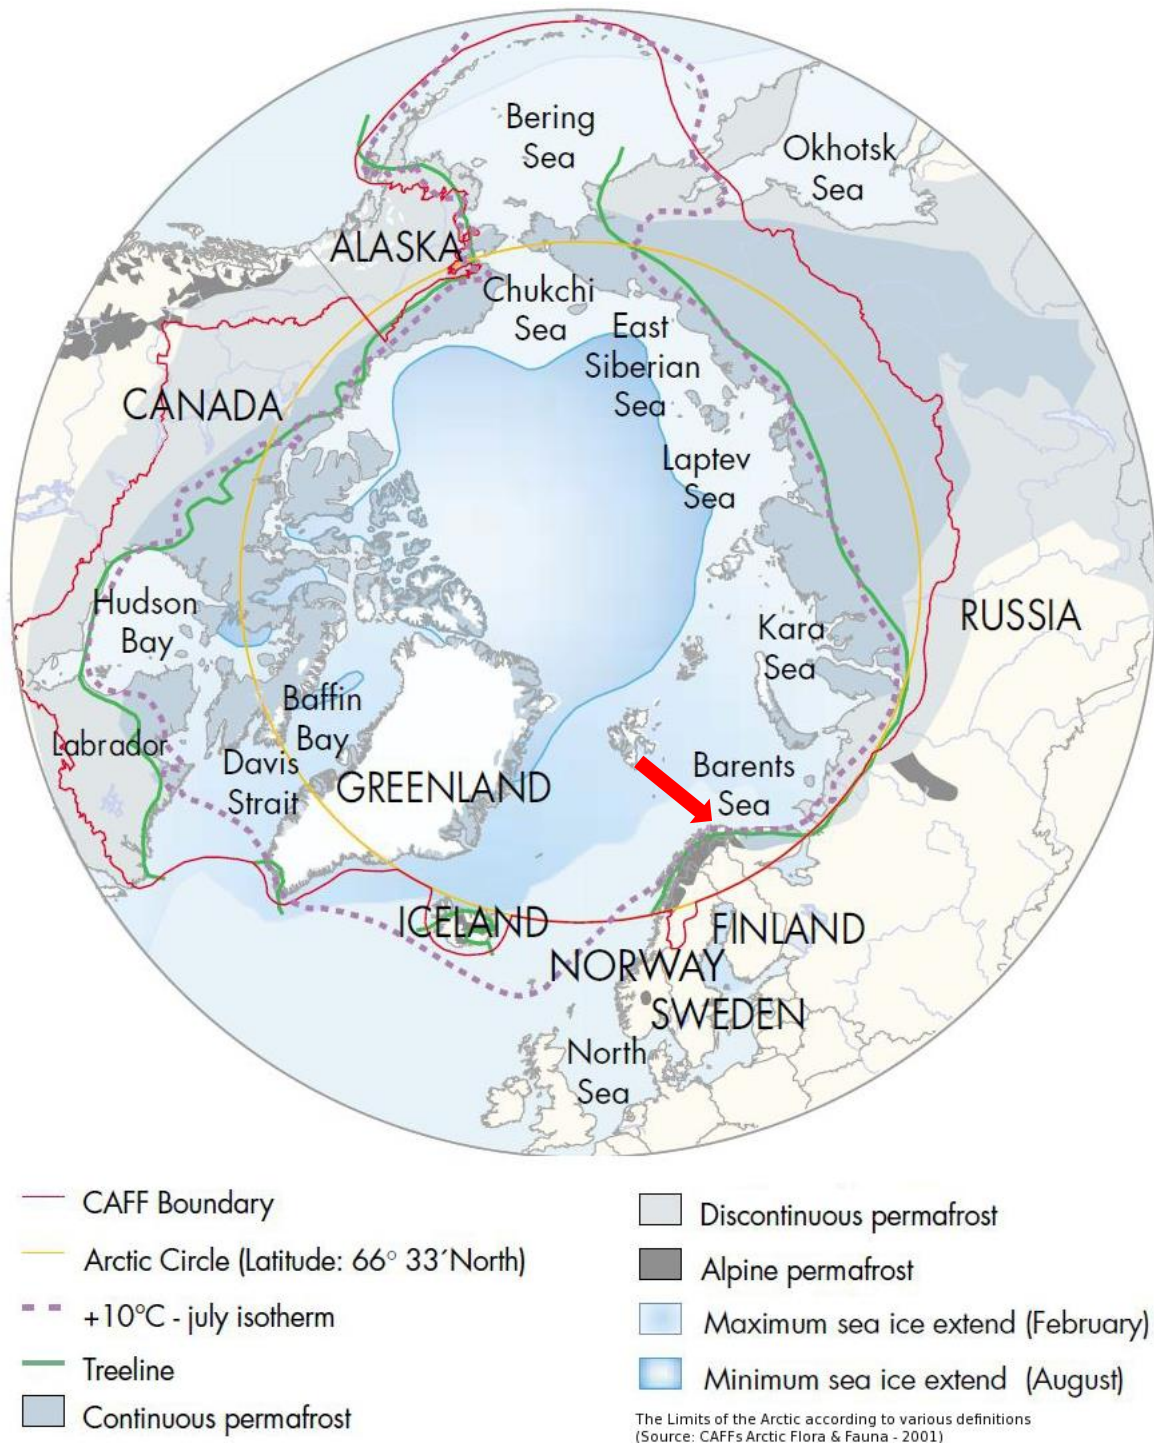 Bering
Sea
Okhotsk
Sea
ALASKA
Chukchi
Sea
East
Siberian
Sea
CANADA
Laptev
Sea
Hudson
Bay
Kara
Sea
RUSSIA
Baffin
Bay
Labrador
Davis
Strait
GREENLAND
Barents
Sea
ICELAND
FINLAND
NORWAY
SWEDEN
North
Sea
CAFF Boundary
Arctic Circle (Latitude: 66° 33´North)
+10°C - july isotherm
Treeline
Continuous permafrost
Discontinuous permafrost
Alpine permafrost
Maximum sea ice extend (February)
Minimum sea ice extend (August)
The Limits of the Arctic according to various definitions
(Source: CAFFs Arctic Flora & Fauna - 2001)